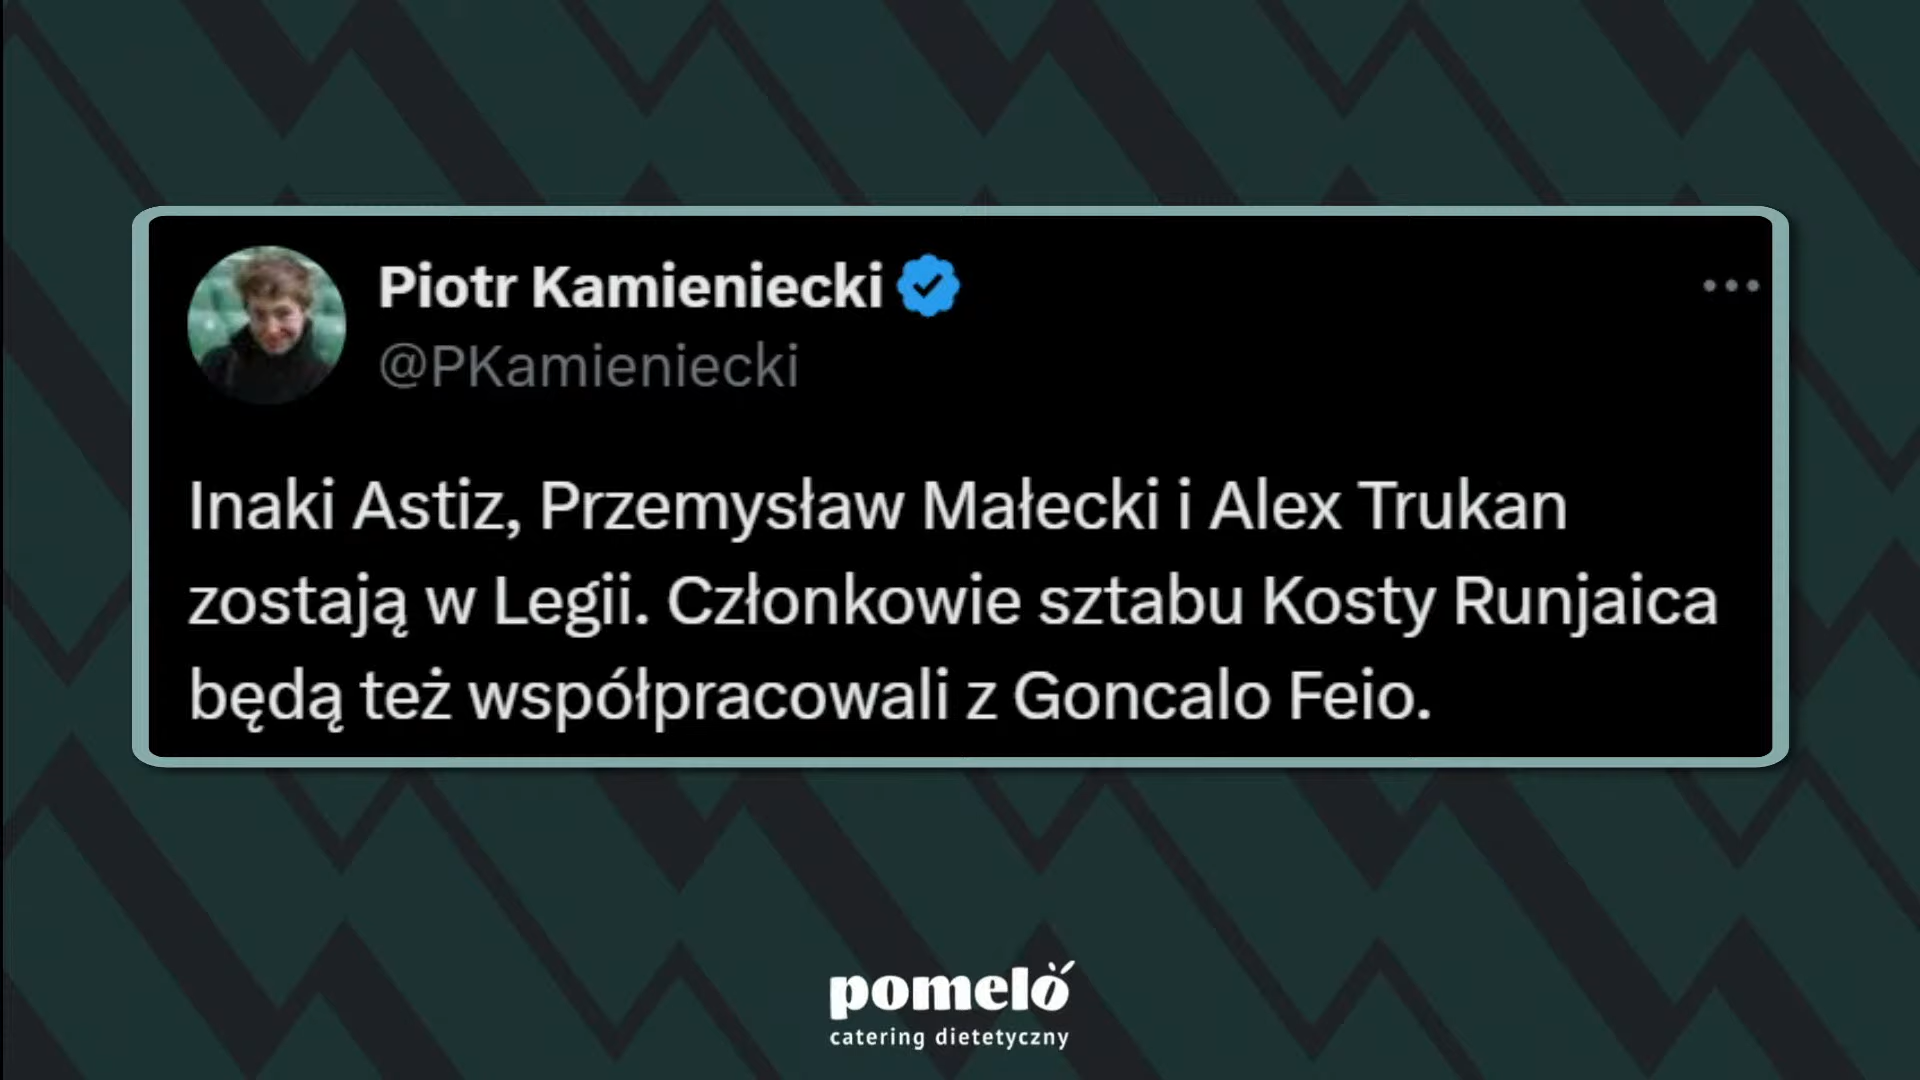 Piotr Kamieniecki
@PKamieniecki
Inaki Astiz, Przemysław Małecki i Alex Trukan
zostają w Legii. Członkowie sztabu Kosty Runjaica
będą też współpracowali z Goncalo Feio.
pomelo
catering dietetyczny